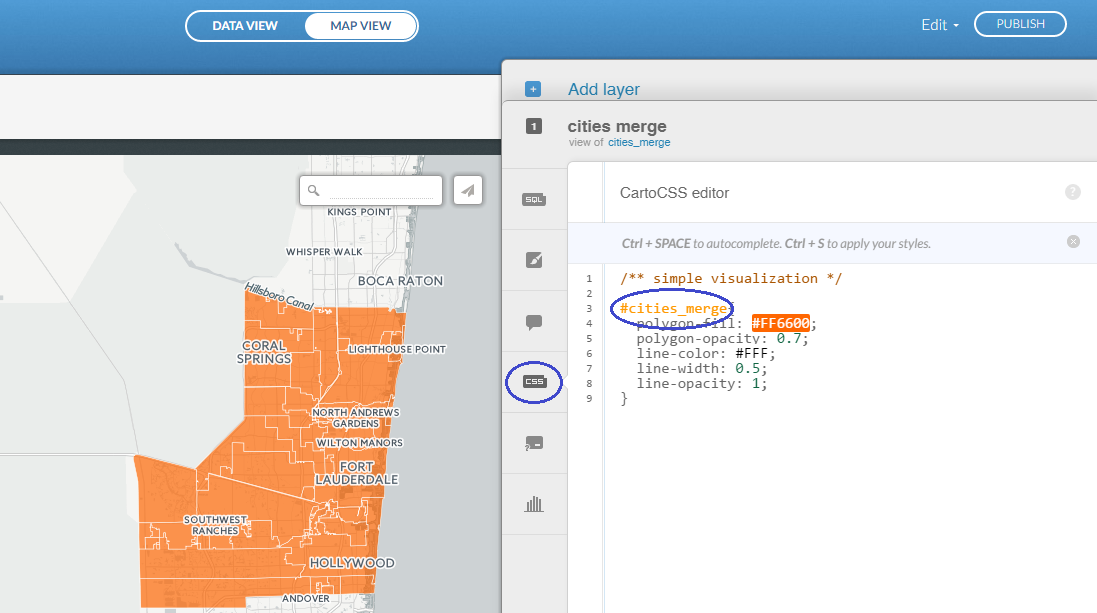 DATA VIEW
MAP VIEW
Edit
PUBLISH
+ Add layer
1 cities merge
view of cities_merge
SQL
CartoCSS editor
?
Ctrl + SPACE to autocomplete. Ctrl + S to apply your styles.
CSS
1 /** simple visualization */
2
3 #cities_merge{
4 polygon-fill: #FF6600;
5 polygon-opacity: 0.7;
6 line-color: #FFF;
7 line-width: 0.5;
8 line-opacity: 1;
9 }
KINGS POINT
WHISPER WALK
BOCA RATON
Hillsboro Canal
CORAL
SPRINGS
LIGHTHOUSE POINT
NORTH ANDREWS
GARDENS
WILTON MANORS
FORT
LAUDERDALE
SOUTHWEST
RANCHES
HOLLYWOOD
ANDOVER